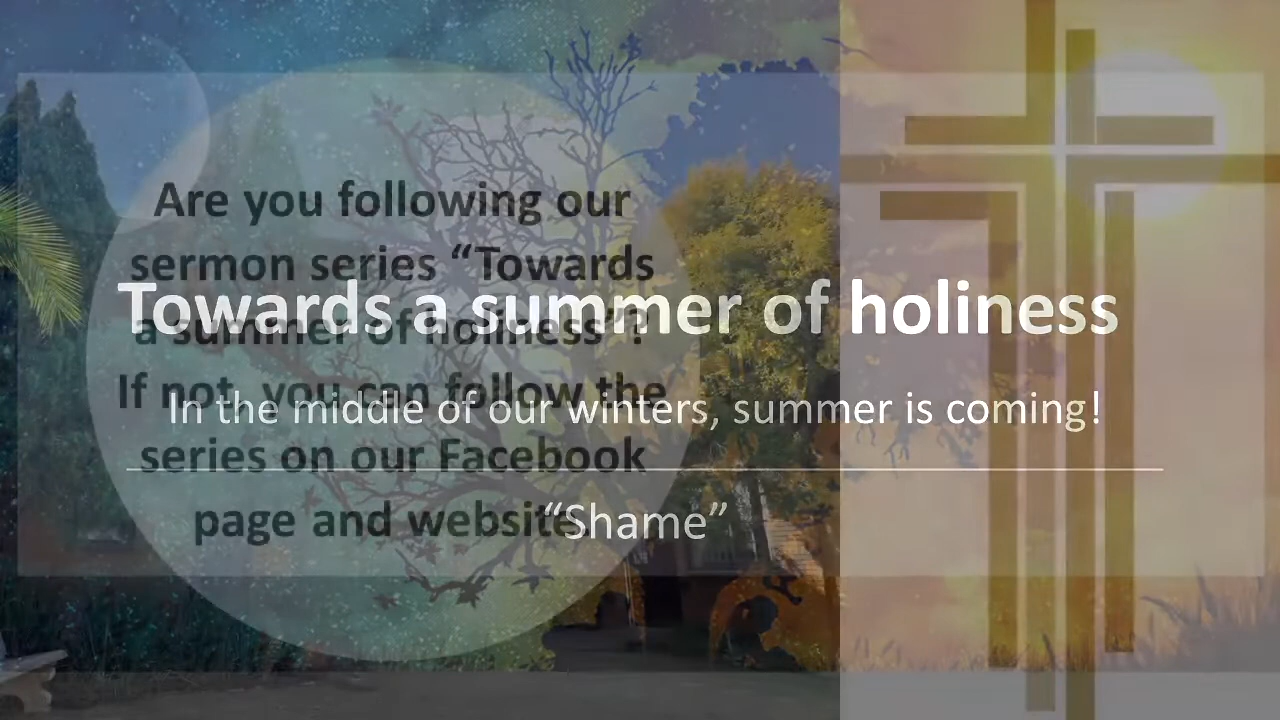 Are you following our
sermon series “Towards
a summer of holiness”?
If not, you can follow the
series on our Facebook
page and website.
Towards a summer of holiness
In the middle of our winters, summer is coming!
“Shame”